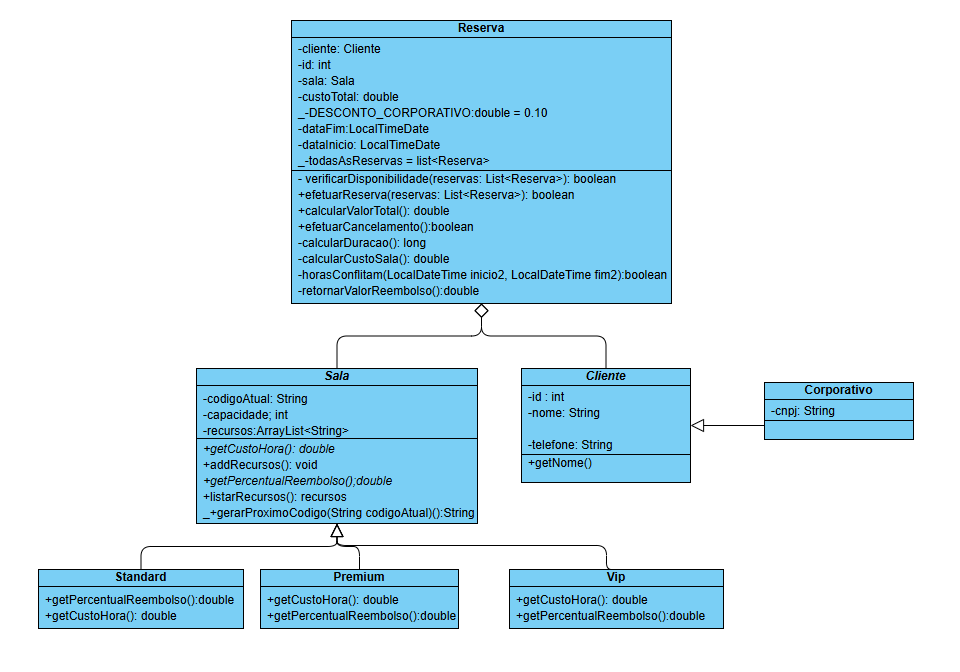 Reserva
-cliente: Cliente
-id: int
-sala: Sala
-custoTotal: double
_-DESCONTO_CORPORATIVO:double = 0.10
-dataFim:LocalTimeDate
-dataInicio: LocalTimeDate
_-todasAsReservas = list<Reserva>
- verificarDisponibilidade(reservas: List<Reserva>): boolean
+efetuarReserva(reservas: List<Reserva>): boolean
+calcularValorTotal(): double
+efetuarCancelamento():boolean
-calcularDuracao(): long
-calcularCustoSala(): double
-horasConflitam(LocalDateTime inicio2, LocalDateTime fim2):boolean
-retornarValorReembolso():double
Sala
-codigoAtual: String
-capacidade; int
-recursos:ArrayList<String>
+getCustoHora(): double
+addRecursos(): void
+getPercentualReembolso();double
+listarRecursos(): recursos
_+gerarProximoCodigo(String codigoAtual)():String
Cliente
-id : int
-nome: String
-telefone: String
+getNome()
Corporativo
-cnpj: String
Standard
+getPercentualReembolso():double
+getCustoHora(): double
Premium
+getCustoHora(): double
+getPercentualReembolso():double
Vip
+getCustoHora(): double
+getPercentualReembolso():double